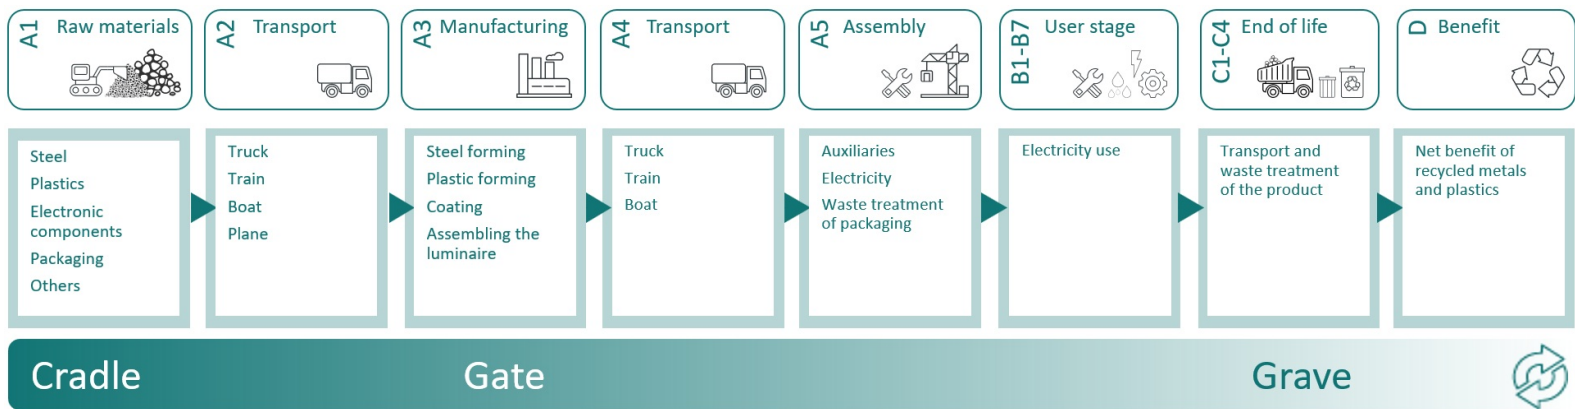 A1 Raw materials
A2 Transport
A3 Manufacturing
A4 Transport
A5 Assembly
B1-B7 User stage
C1-C4 End of life
D Benefit
Steel
Plastics
Electronic
components
Packaging
Others
Truck
Train
Boat
Plane
Steel forming
Plastic forming
Coating
Assembling the
luminaire
Truck
Train
Boat
Auxiliaries
Electricity
Waste treatment
of packaging
Electricity use
Transport and
waste treatment
of the product
Net benefit of
recycled metals
and plastics
Cradle
Gate
Grave